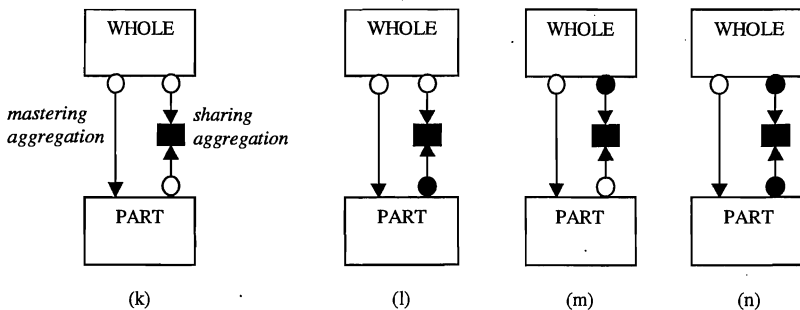 WHOLE WHOLE WHOLE WHOLE
mastering
aggregation
sharing
aggregation
PART PART PART PART
(k) (l) (m) (n)